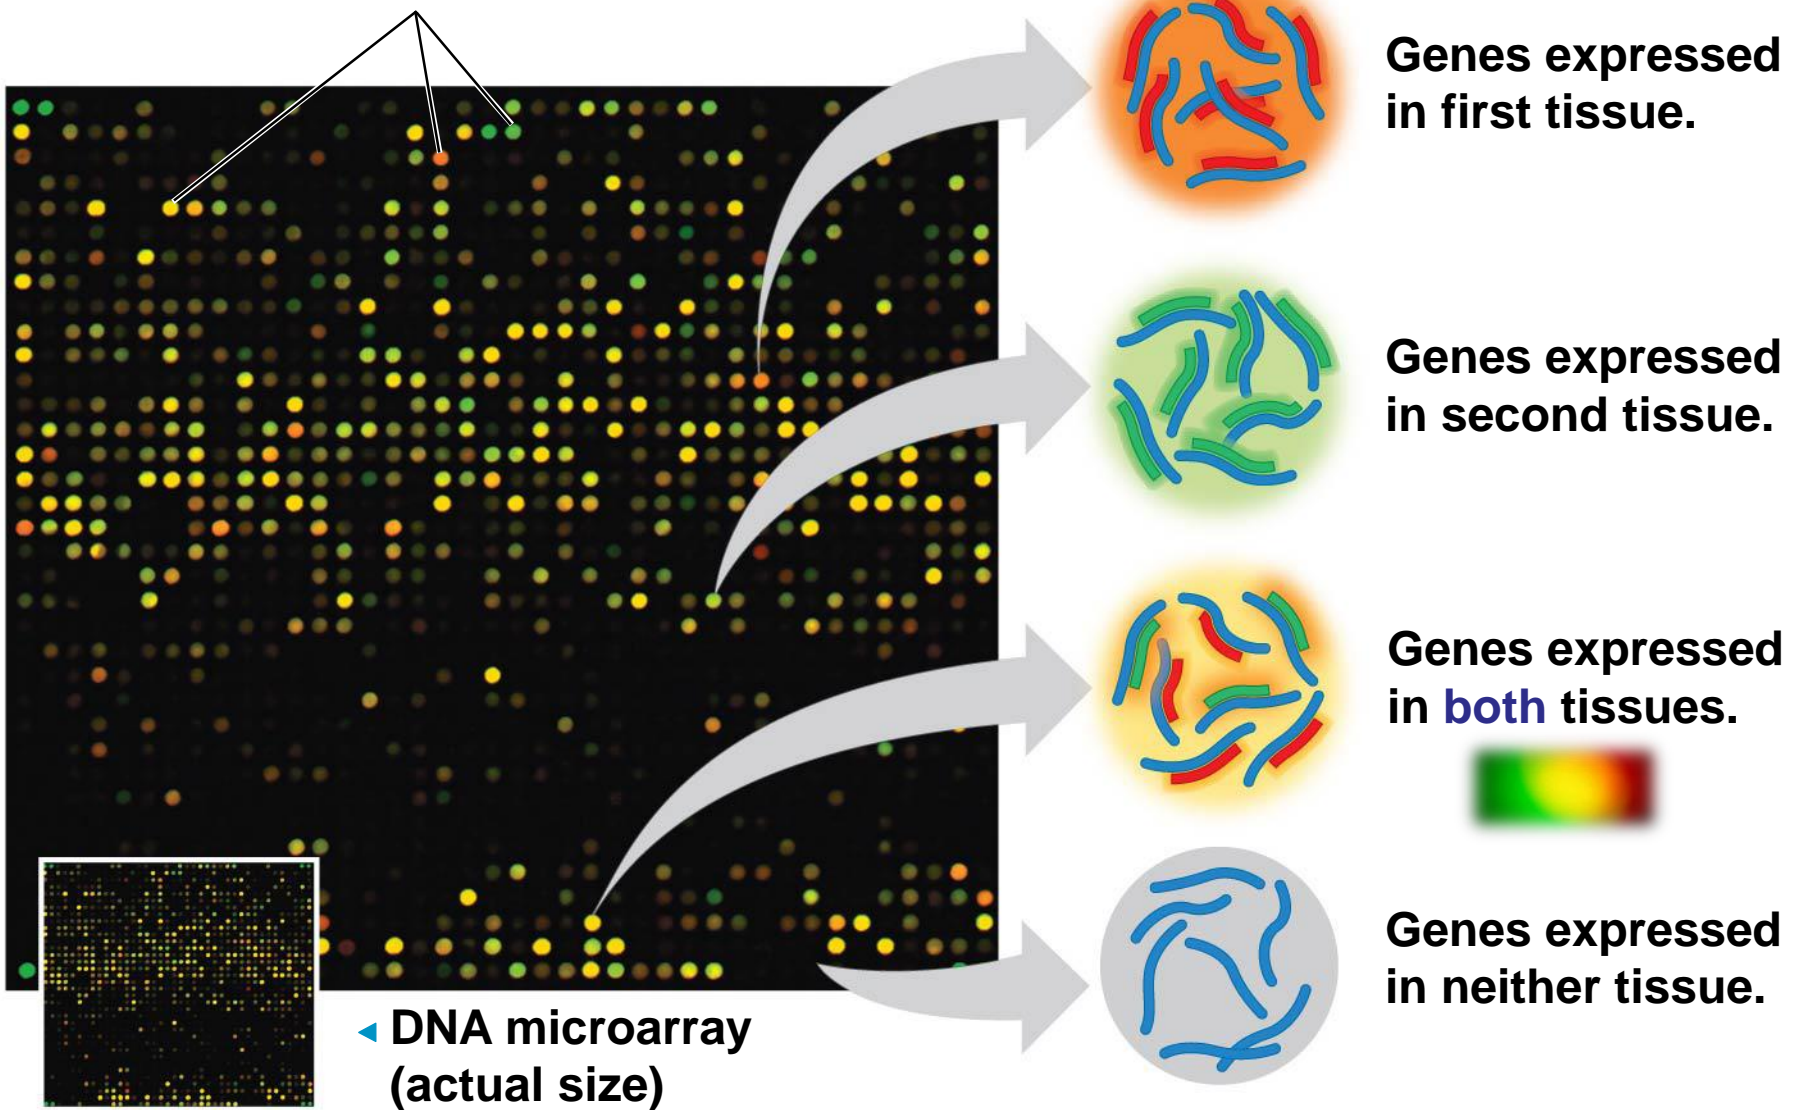 Genes expressed
in first tissue.
Genes expressed
in second tissue.
Genes expressed
in both tissues.
Genes expressed
in neither tissue.
DNA microarray
(actual size)